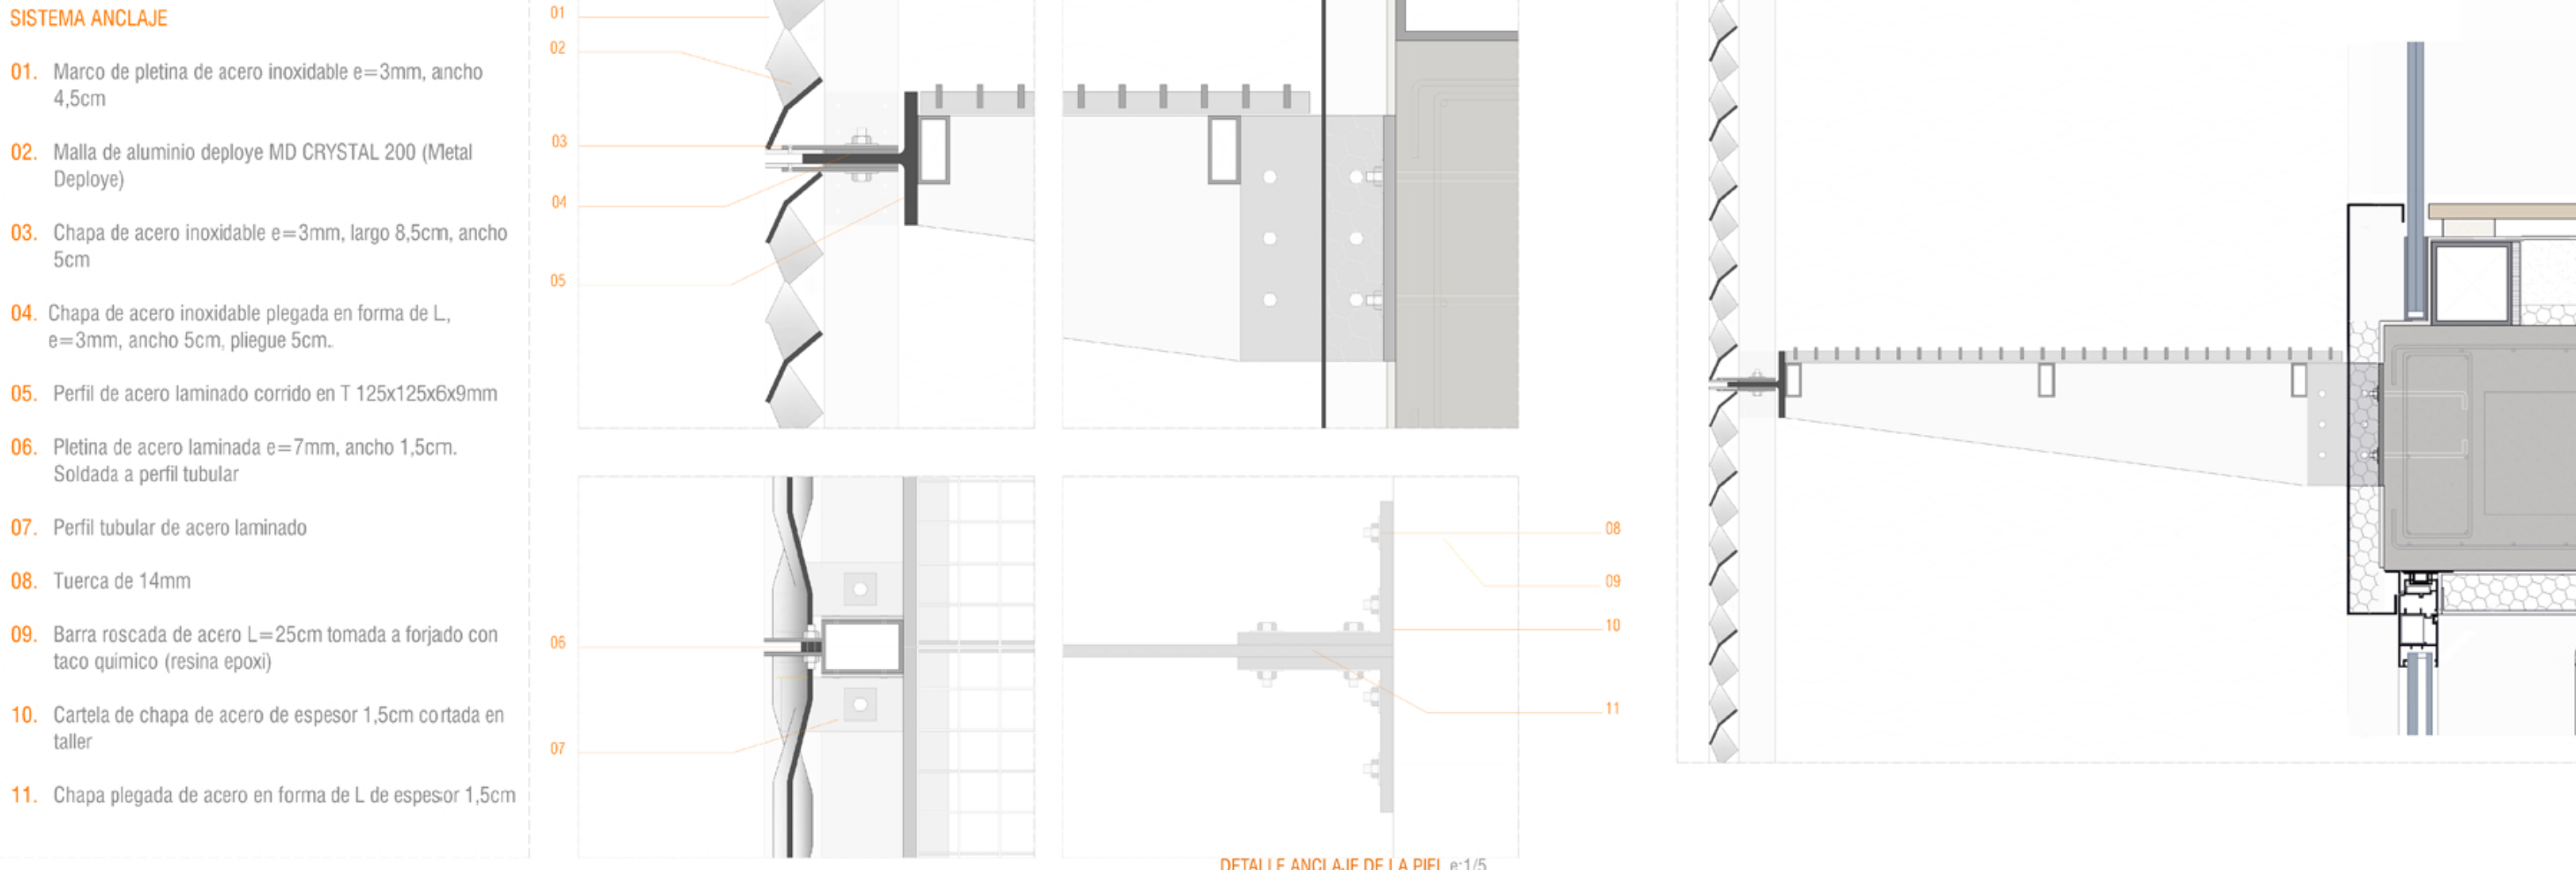 SISTEMA ANCLAJE
01. Marco de pletina de acero inoxidable e=3mm, ancho
4,5cm
02. Malla de aluminio deploye MD CRYSTAL 200 (Metal
Deploye)
03. Chapa de acero inoxidable e=3mm, largo 8,5cm, ancho
5cm
04. Chapa de acero inoxidable plegada en forma de L,
e=3mm, ancho 5cm, pliegue 5cm..
05. Perfil de acero laminado corrido en T 125x125x6x9mm
06. Pletina de acero laminada e=7mm, ancho 1,5cm.
Soldada a perfil tubular
07. Perfil tubular de acero laminado
08. Tuerca de 14mm
09. Barra roscada de acero L=25cm tomada a forjado con
taco quimico (resina epoxi)
10. Cartela de chapa de acero de espesor 1,5cm cortada en
taller
11. Chapa plegada de acero en forma de L de espesor 1,5cm
01
02
03
04
05
06
07
08
09
10
11
DETALLE ANCLAJE DE LA PIEL e:1/5